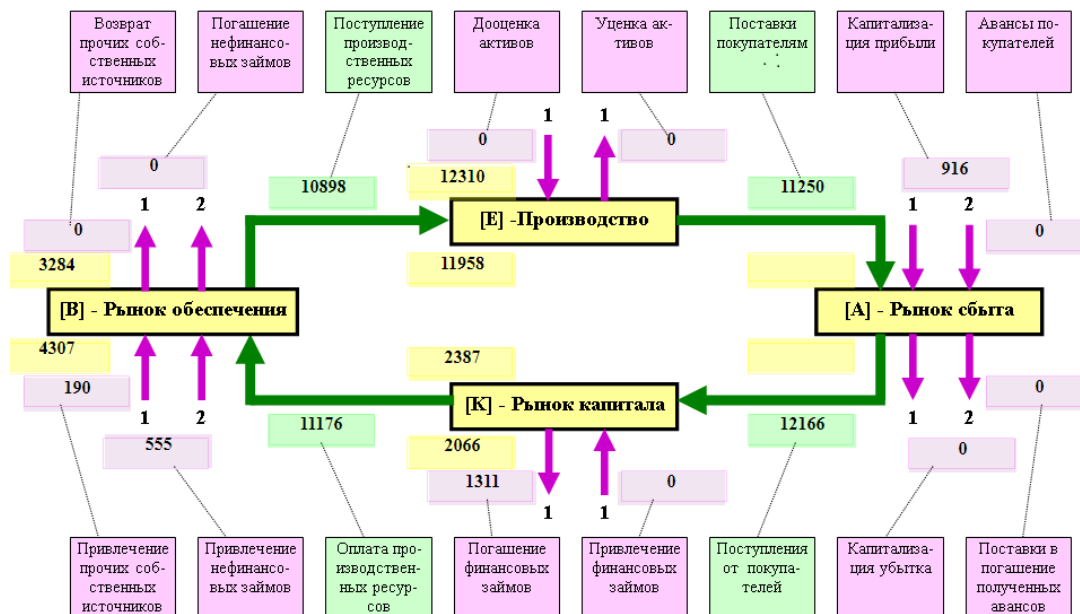 Возврат
прочих соб-
ственных
источников
Погашение
нефинансо-
вых займов
Поступление
производ-
ственных
ресурсов
Дооценка
активов
Уценка ак-
тивов
Поставки
покупателям
Капитализа-
ция прибыли
Авансы по-
купателей
1
1
0
0
0
12310
10898
11250
916
1
2
1
2
[E] -Производство
0
0
3284
11958
[B] - Рынок обеспечения
[A] - Рынок сбыта
4307
2387
190
0
[K] - Рынок капитала
1
2
1
2
11176
12166
555
2066
0
1311
0
1
1
Привлечение
прочих соб-
ственных
источников
Привлечение
нефинансо-
вых займов
Оплата про-
изводствен-
ных ресур-
сов
Погашение
финансовых
займов
Привлечение
финансовых
займов
Поступления
от покупа-
телей
Капитализа-
ция убытка
Поставки в
погашение
полученных
авансов